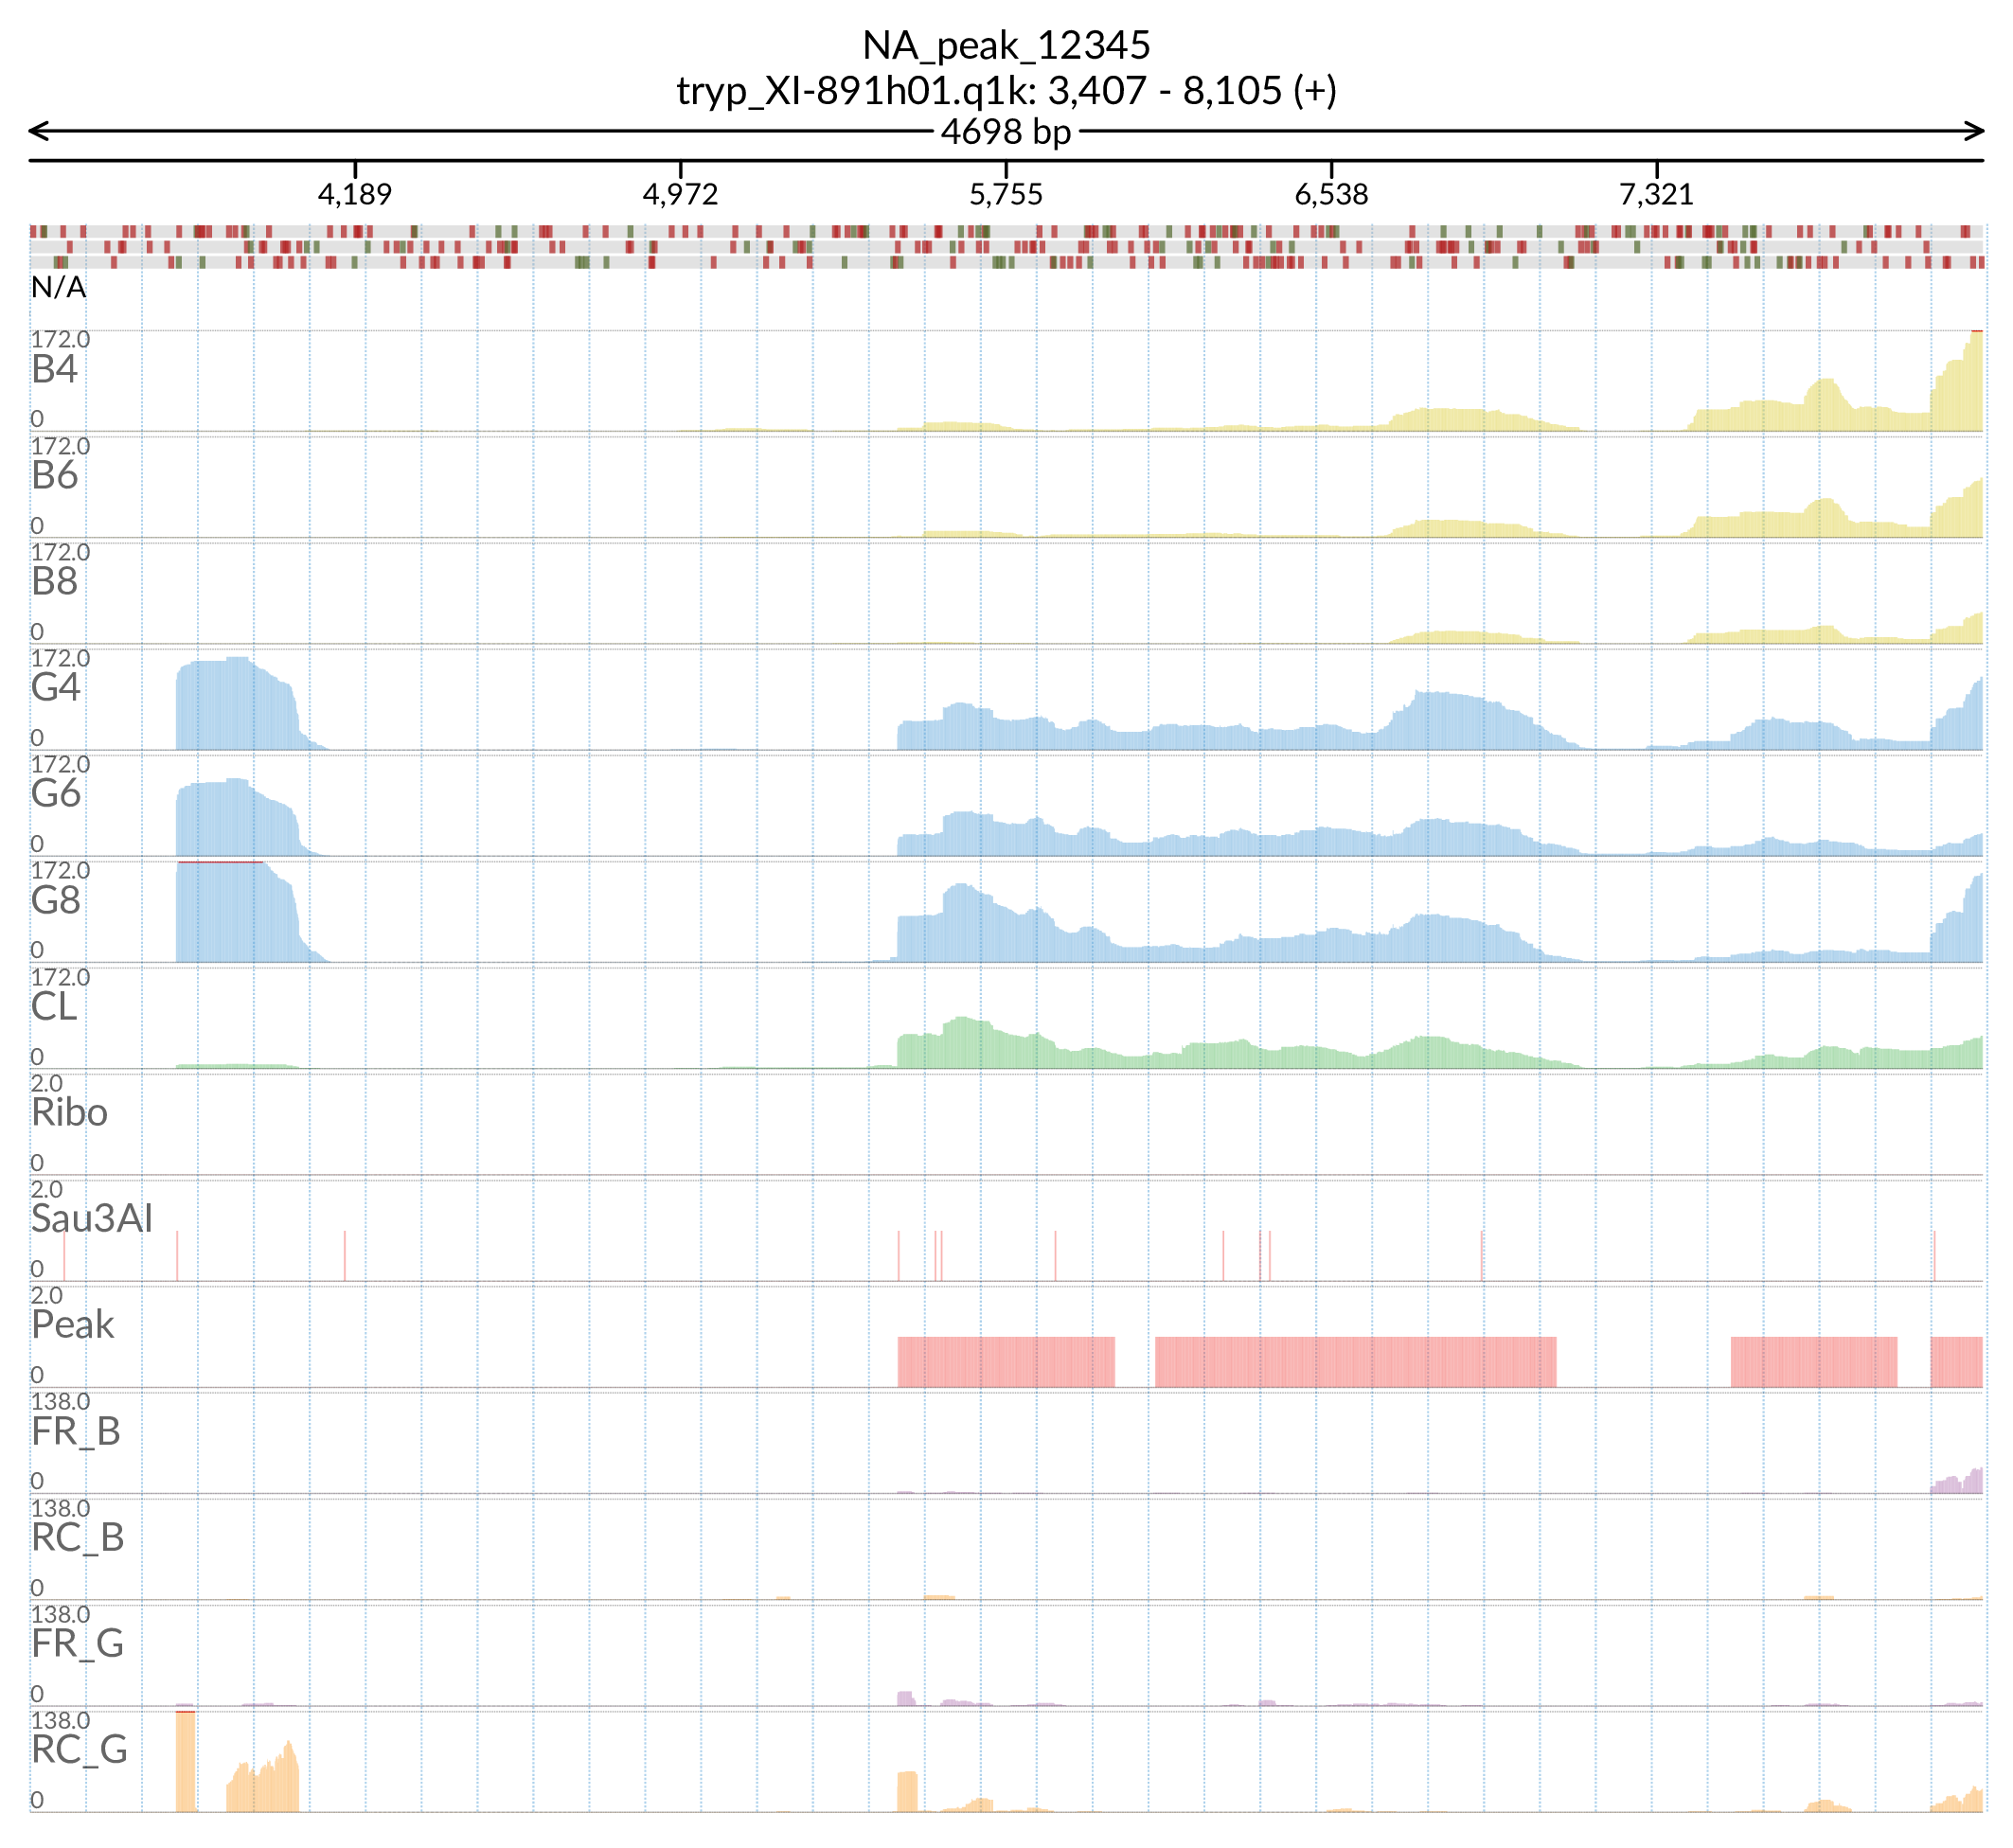 NA_peak_12345
tryp_XI-891h01.q1k: 3,407 - 8,105 (+)
4698 bp
4,189 4,972 5,755 6,538 7,321
N/A
172.0
B4
0
172.0
B6
0
172.0
B8
0
172.0
G4
0
172.0
G6
0
172.0
G8
0
172.0
CL
0
2.0
Ribo
0
2.0
Sau3AI
0
2.0
Peak
0
138.0
FR_B
0
138.0
RC_B
0
138.0
FR_G
0
138.0
RC_G
0